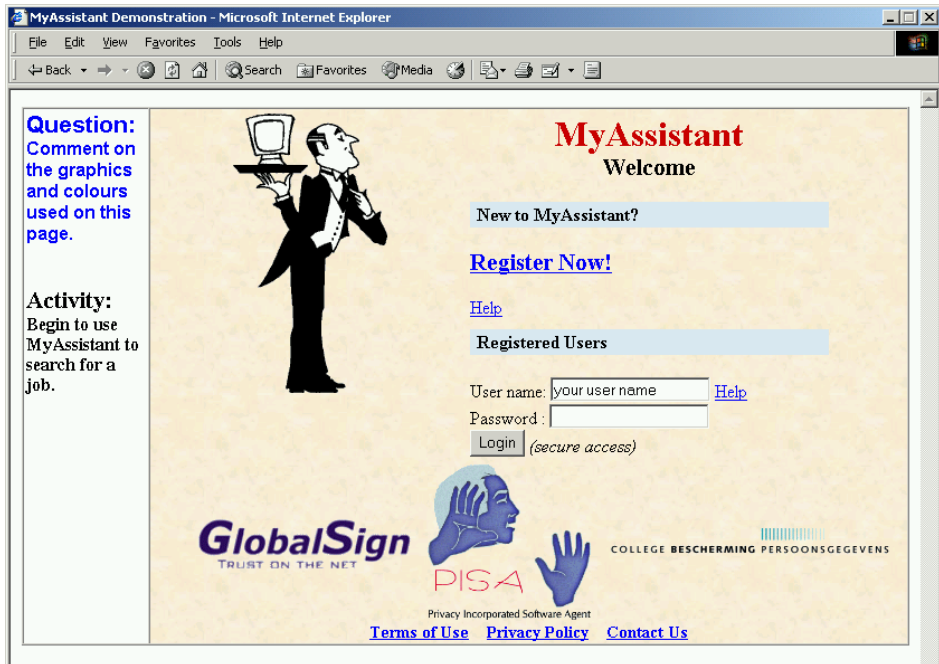 MyAssistant Demonstration - Microsoft Internet Explorer
File Edit View Favorites Tools Help
Back Search Favorites Media
Question:
Comment on
the graphics
and colours
used on this
page.
Activity:
Begin to use
MyAssistant to
search for a
job.
MyAssistant
Welcome
New to MyAssistant?
Register Now!
Help
Registered Users
User name: your user name Help
Password :
Login (secure access)
GlobalSign
TRUST ON THE NET
PISA
Privacy Incorporated Software Agent
COLLEGE BESCHERMING PERSOONSGEGEVENS
Terms of Use Privacy Policy Contact Us